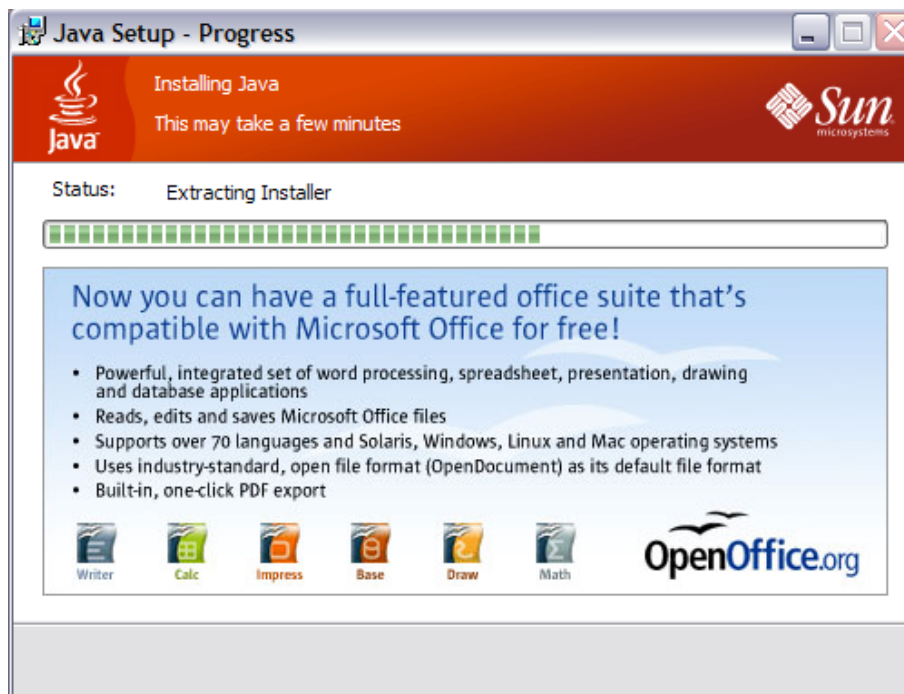 Java Setup - Progress
Installing Java
This may take a few minutes
Java
Sun
microsystems
Status: Extracting Installer
Now you can have a full-featured office suite that's
compatible with Microsoft Office for free!
• Powerful, integrated set of word processing, spreadsheet, presentation, drawing
and database applications
• Reads, edits and saves Microsoft Office files
• Supports over 70 languages and Solaris, Windows, Linux and Mac operating systems
• Uses industry-standard, open file format (OpenDocument) as its default file format
• Built-in, one-click PDF export
Writer Calc Impress Base Draw Math
OpenOffice.org